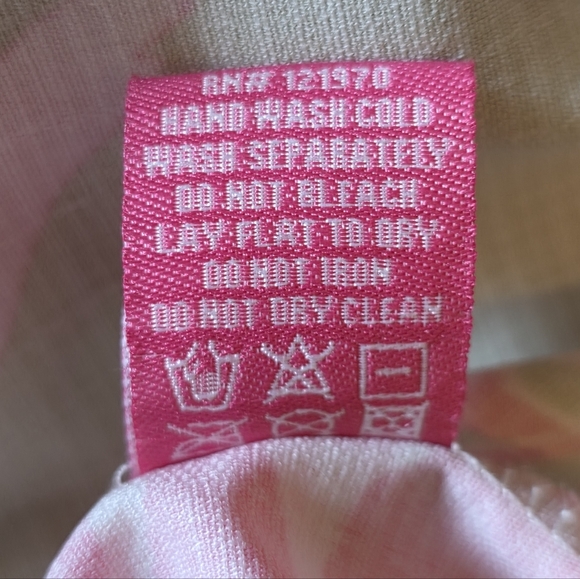 RN# 121970
HAND WASH COLD
WASH SEPARATELY
DO NOT BLEACH
LAY FLAT TO DRY
DO NOT IRON
DO NOT DRY CLEAN